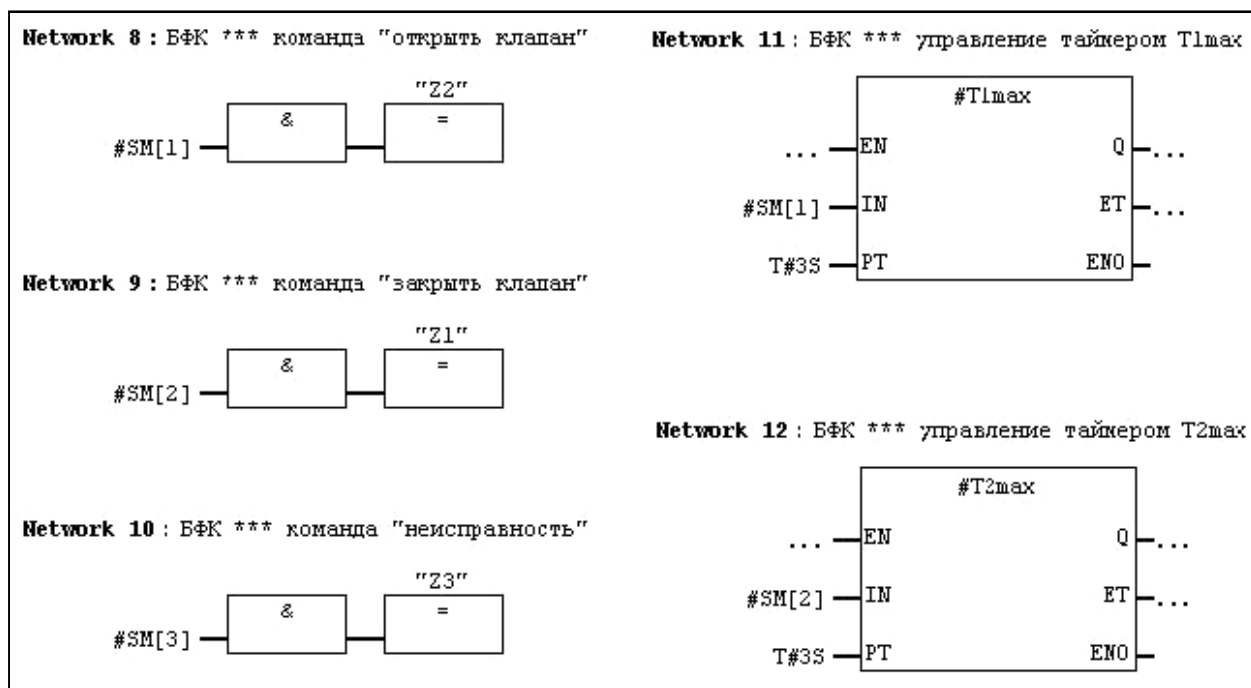 Network 8 : БФК *** команда "открыть клапан"
"Z2"
&
=
#SM[1]
Network 9 : БФК *** команда "закрыть клапан"
"Z1"
&
=
#SM[2]
Network 10 : БФК *** команда "неисправность"
"Z3"
&
=
#SM[3]
Network 11 : БФК *** управление таймером T1max
#T1max
... EN Q ...
#SM[1] IN ET ...
T#3S PT ENO
Network 12 : БФК *** управление таймером T2max
#T2max
... EN Q ...
#SM[2] IN ET ...
T#3S PT ENO